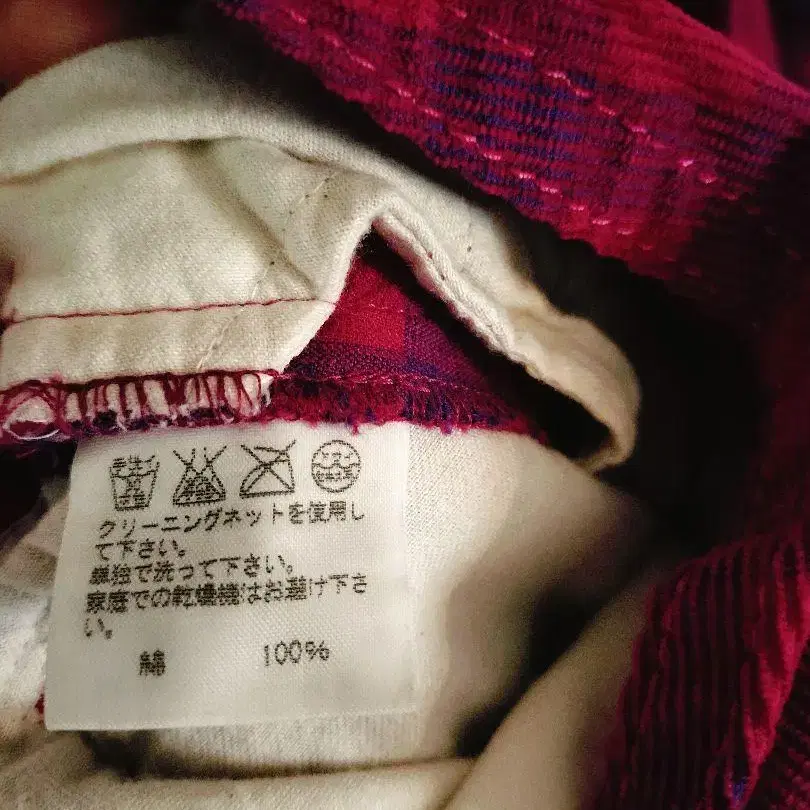 クリーニングネットを使用し
て下さい。
単独で洗って下さい。
家庭での乾燥機はお避け下さ
い。
綿 100%